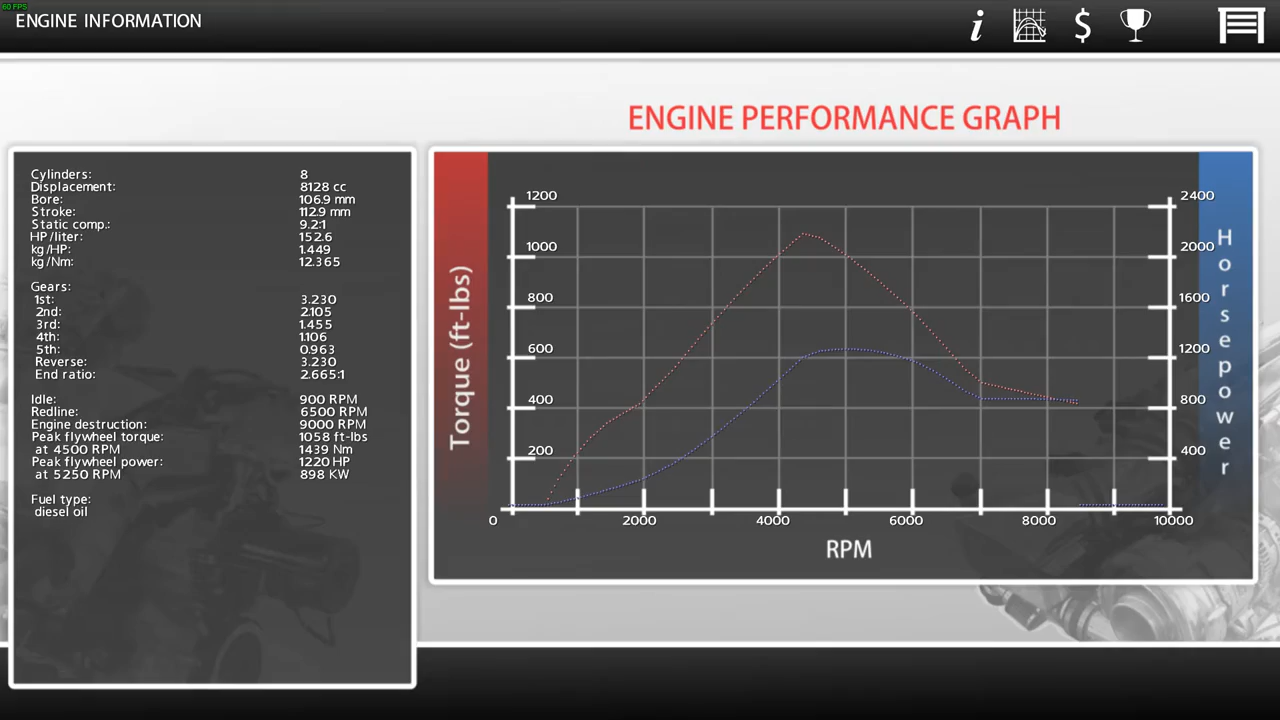 60 FPS
ENGINE INFORMATION
i $
ENGINE PERFORMANCE GRAPH
Cylinders: 8
Displacement: 8128 cc
Bore: 106.9 mm
Stroke: 112.9 mm
Static comp.: 9.2:1
HP/liter: 152.6
kg/HP: 1.449
kg/Nm: 12.365
Gears:
1st: 3.230
2nd: 2.105
3rd: 1.455
4th: 1.106
5th: 0.963
Reverse: 3.230
End ratio: 2.665:1
Idle: 900 RPM
Redline: 6500 RPM
Engine destruction: 9000 RPM
Peak flywheel torque: 1058 ft-lbs
at 4500 RPM 1439 Nm
Peak flywheel power: 1220 HP
at 5250 RPM 898 KW
Fuel type:
diesel oil
Torque (ft-lbs)
1200
1000
800
600
400
200
2400
2000
1600
1200
800
400
Horsepower
0 2000 4000 6000 8000 10000
RPM